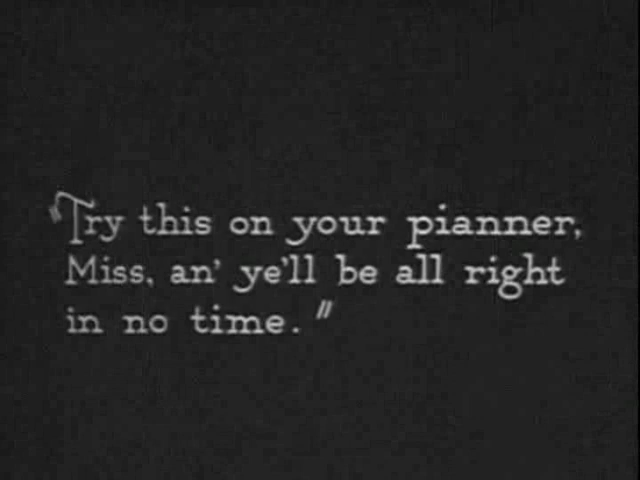 "Try this on your pianner,
Miss, an' ye'll be all right
in no time."